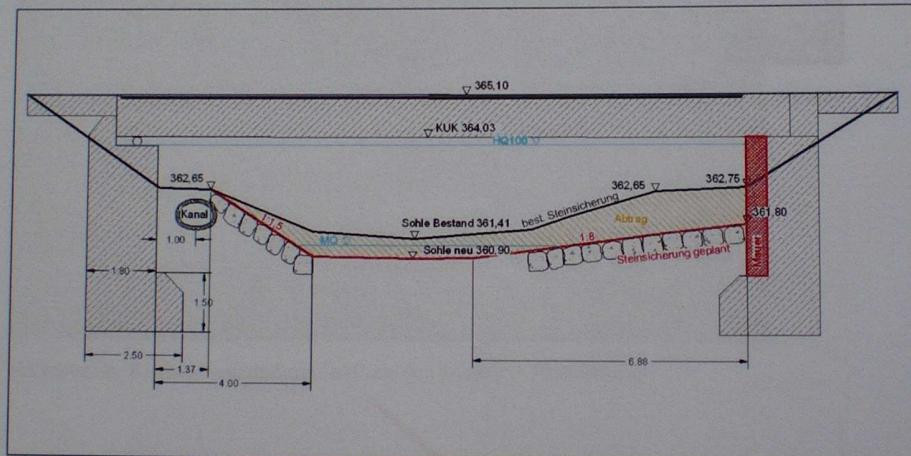 365,10
KUK 364,03
HQ100
362,65
362,65
362,75
Kanal
1:1,5
Sohle Bestand 361,41
best. Steinsicherung
Abtrag
361,80
1.00
MQ
Sohle neu 360,90
1:8
Steinsicherung geplant
1.80
1.50
2.50
1.37
4.00
6.88